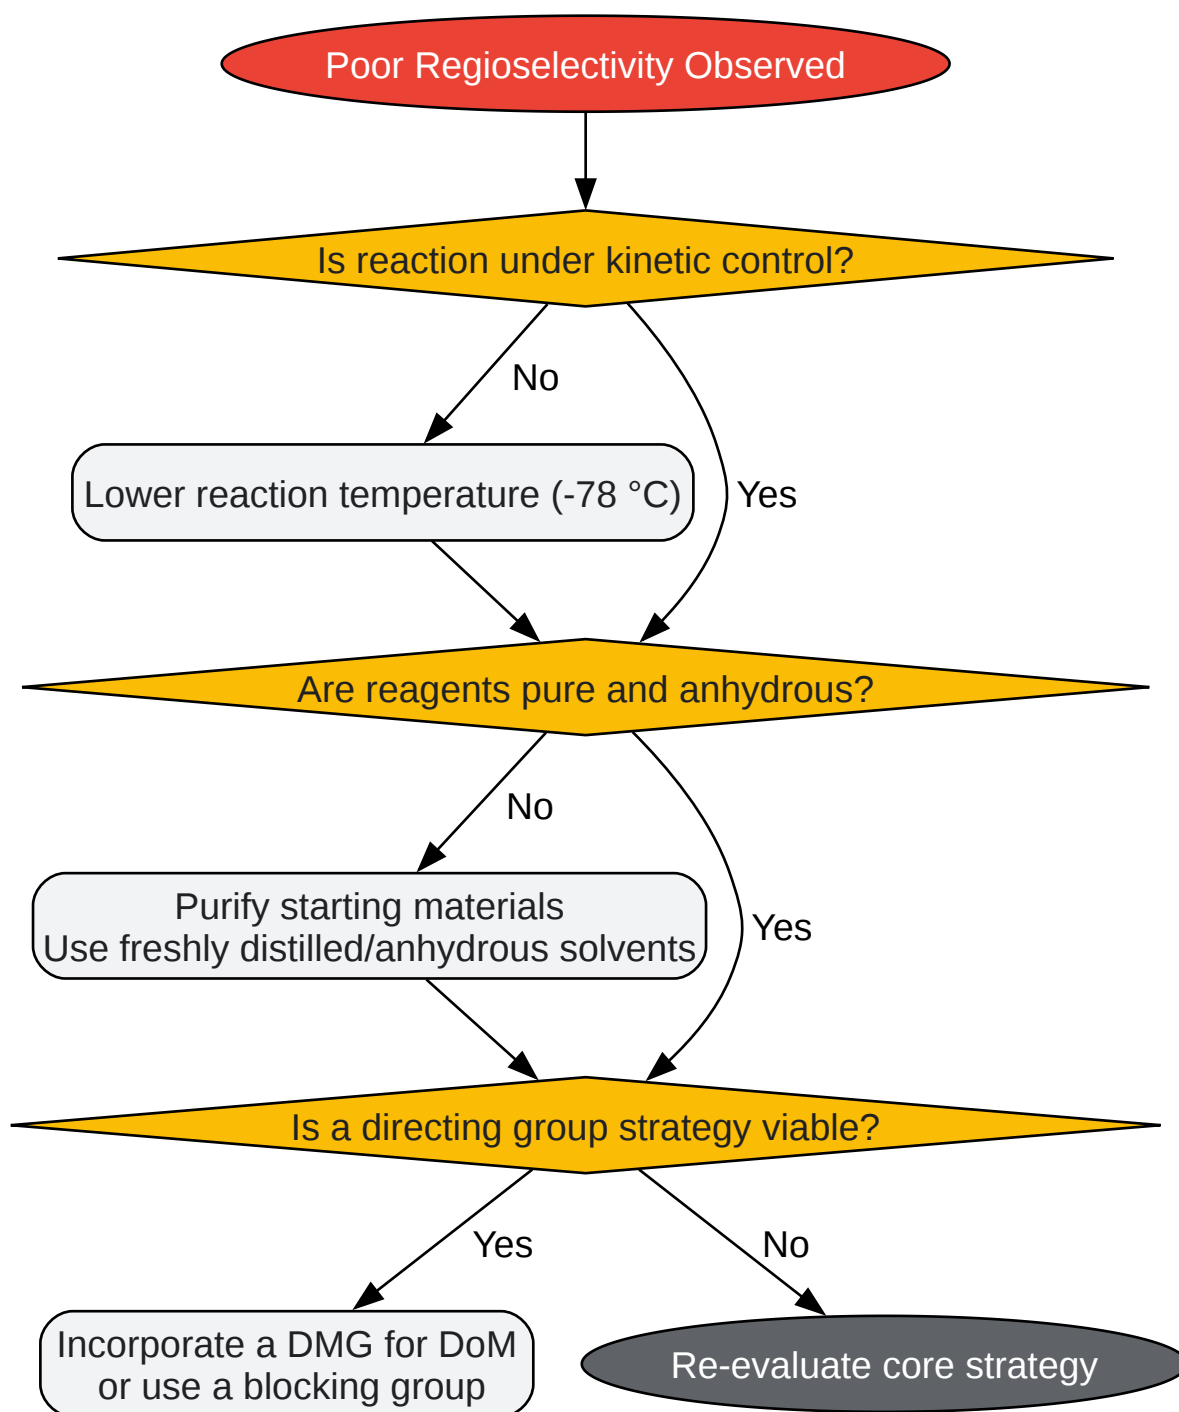 Poor Regioselectivity Observed
Is reaction under kinetic control?
No
Lower reaction temperature (-78 °C)
Yes
Are reagents pure and anhydrous?
No
Purify starting materials
Use freshly distilled/anhydrous solvents
Yes
Is a directing group strategy viable?
Yes
No
Incorporate a DMG for DoM
or use a blocking group
Re-evaluate core strategy